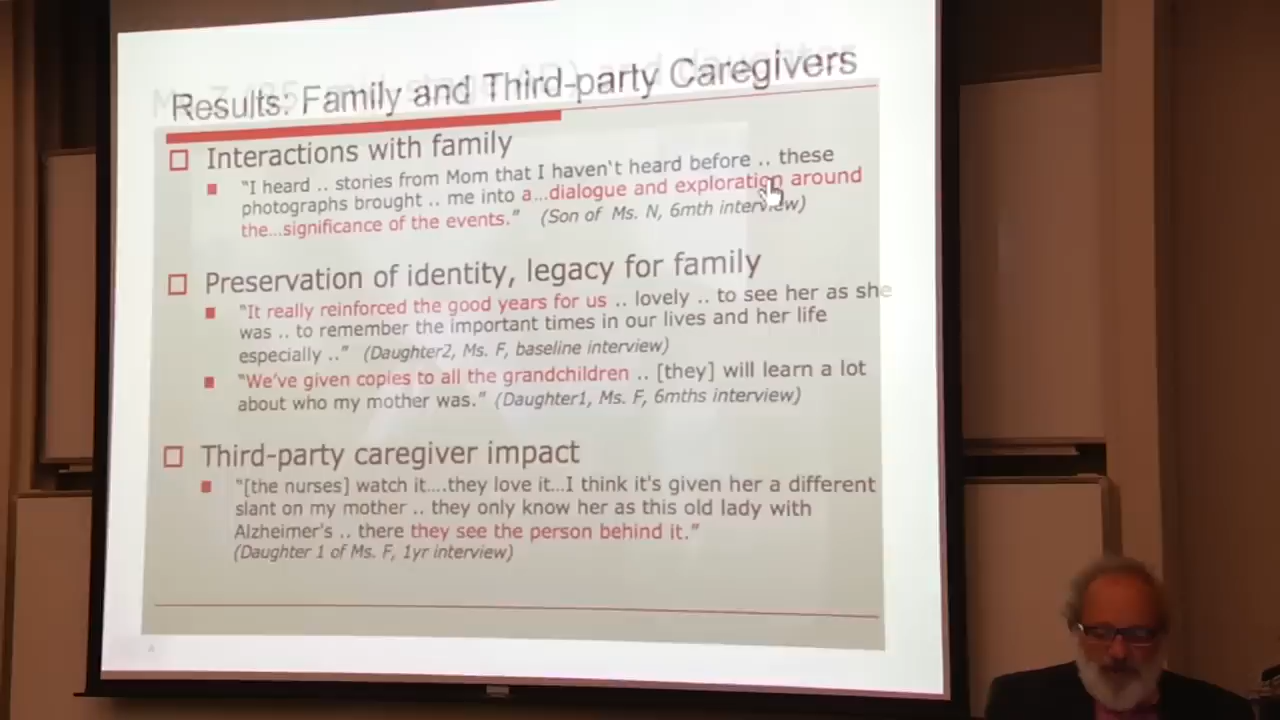 Results: Family and Third-party Caregivers
Interactions with family
"I heard .. stories from Mom that I haven't heard before .. these
photographs brought .. me into a...dialogue and exploration around
the...significance of the events." (Son of Ms. N, 6mth interview)
Preservation of identity, legacy for family
"It really reinforced the good years for us .. lovely .. to see her as she
was .. to remember the important times in our lives and her life
especially .." (Daughter2, Ms. F, baseline interview)
"We've given copies to all the grandchildren .. [they] will learn a lot
about who my mother was." (Daughter1, Ms. F, 6mths interview)
Third-party caregiver impact
"[the nurses] watch it....they love it...I think it's given her a different
slant on my mother .. they only know her as this old lady with
Alzheimer's .. there they see the person behind it."
(Daughter 1 of Ms. F, 1yr interview)